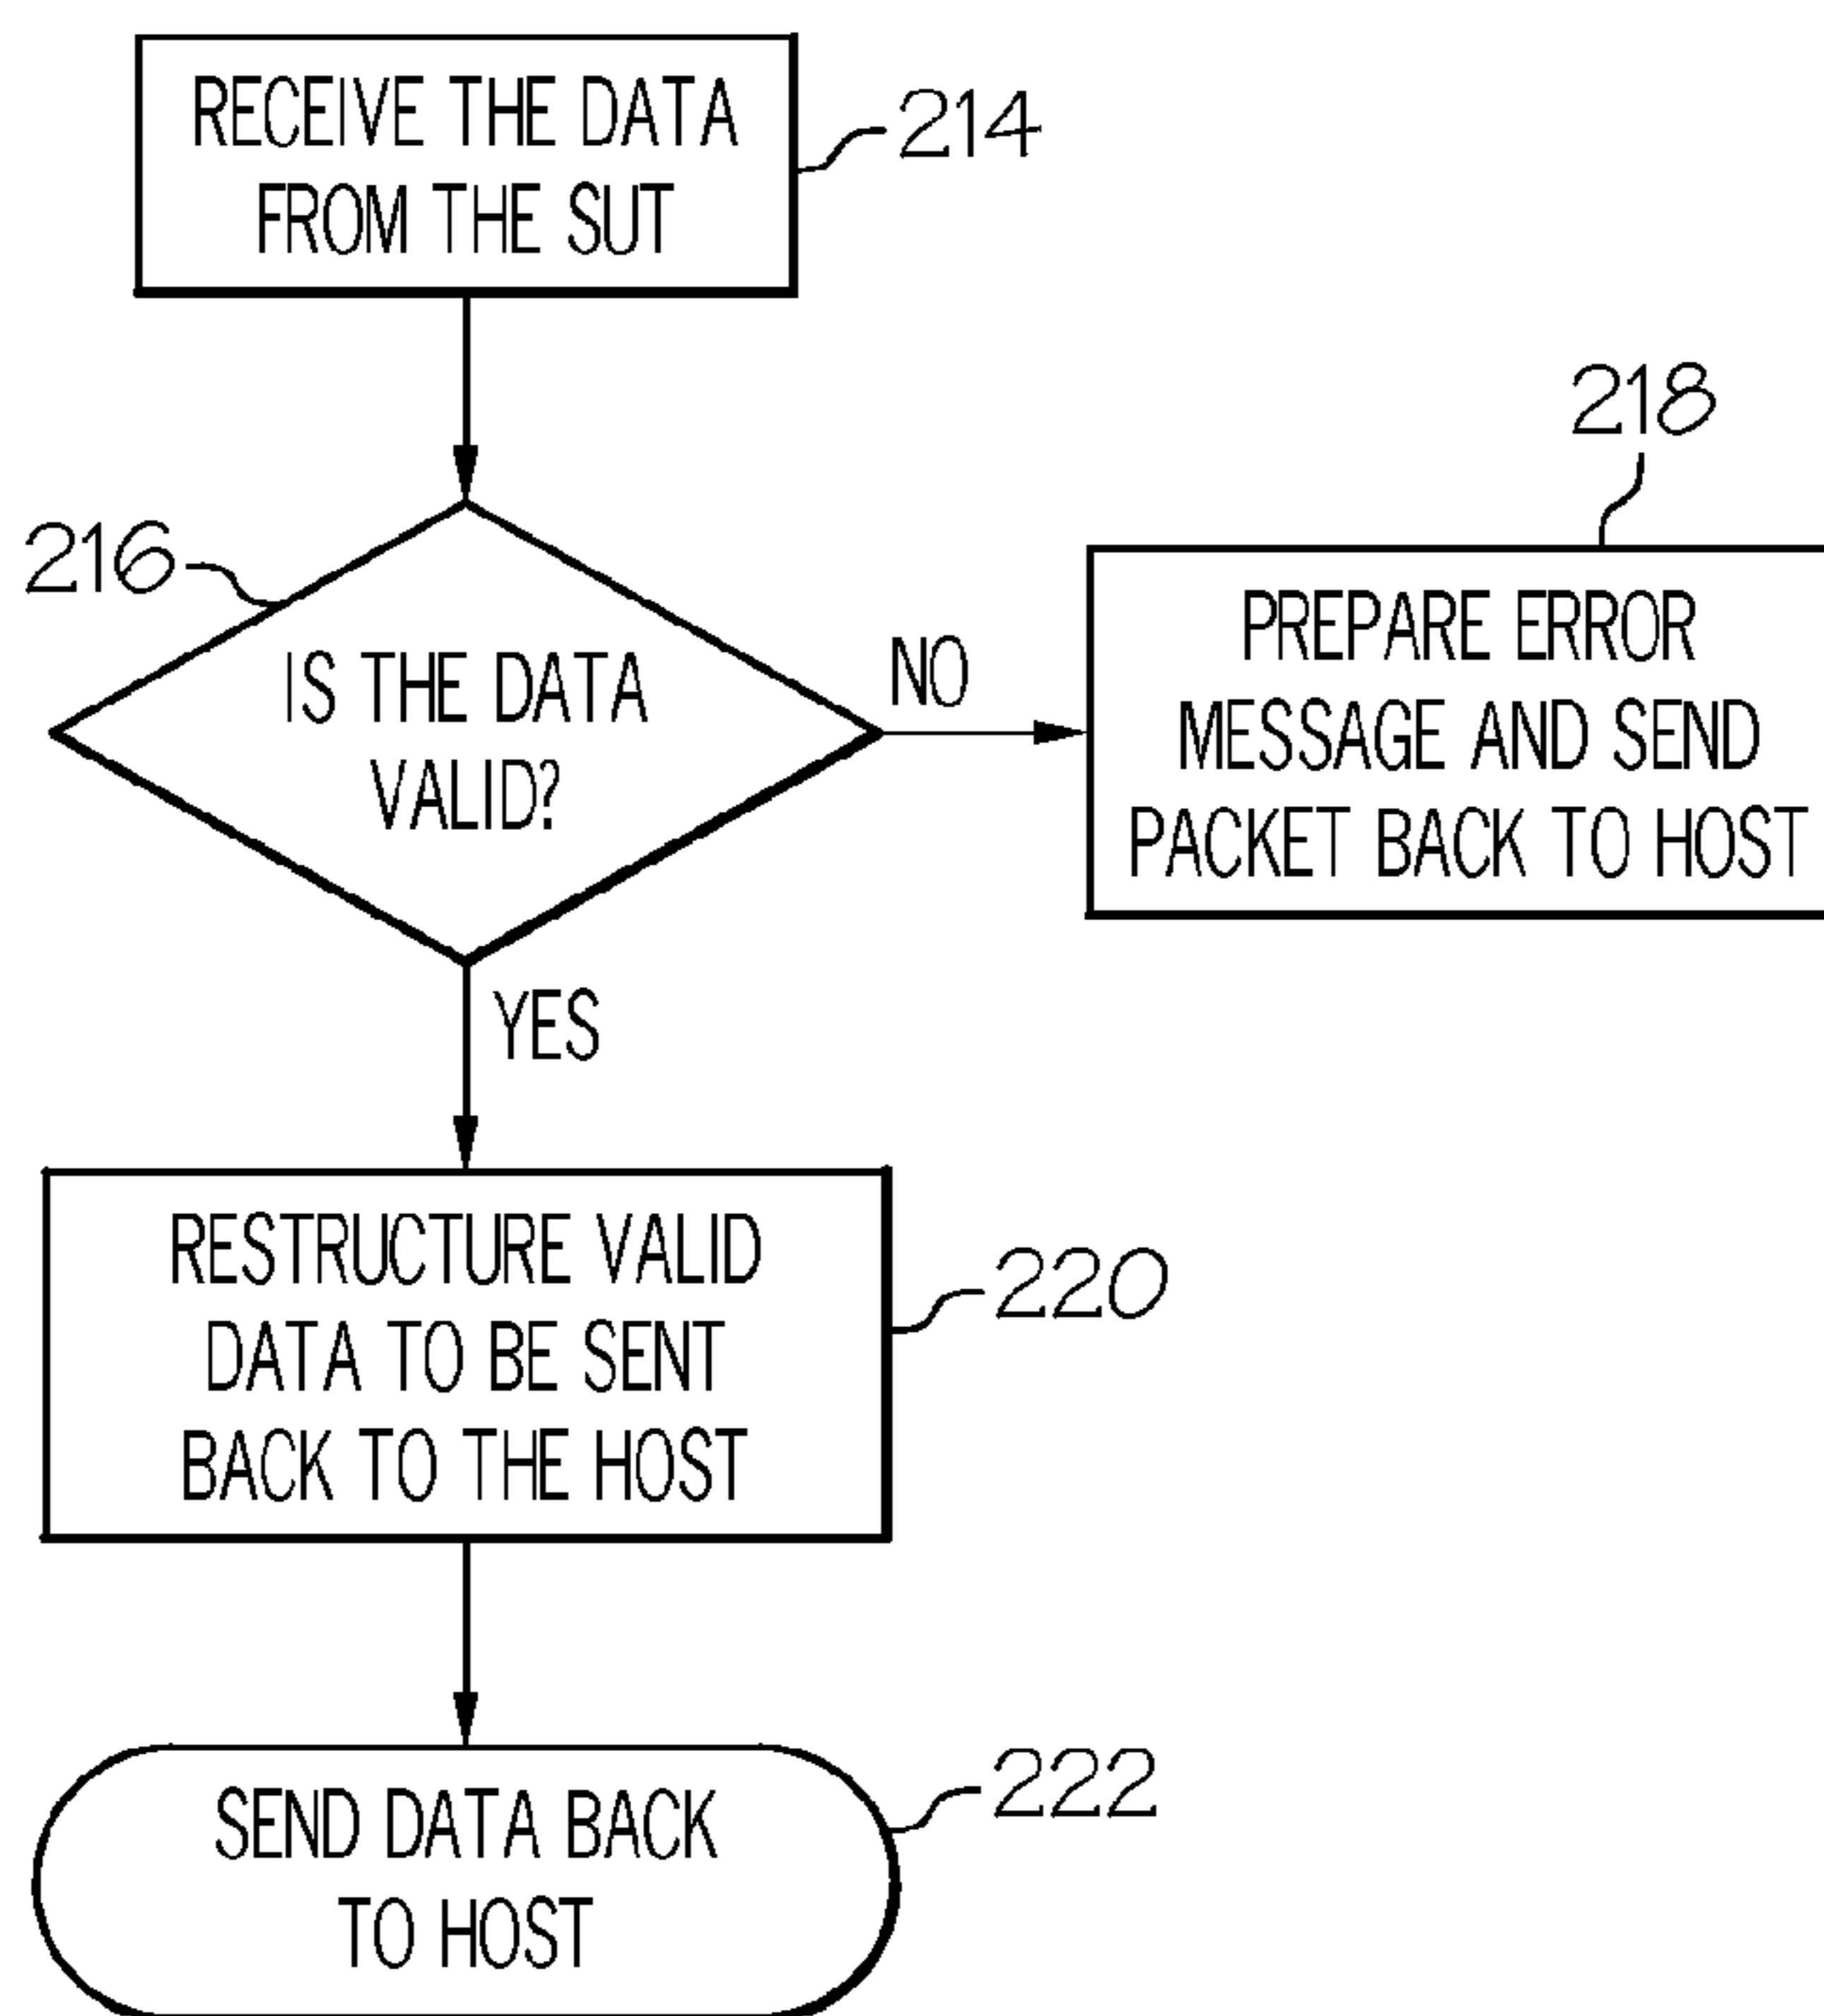 RECEIVE THE DATA
FROM THE SUT
214
218
216
IS THE DATA
VALID?
NO
PREPARE ERROR
MESSAGE AND SEND
PACKET BACK TO HOST
YES
RESTRUCTURE VALID
DATA TO BE SENT
BACK TO THE HOST
220
SEND DATA BACK
TO HOST
222